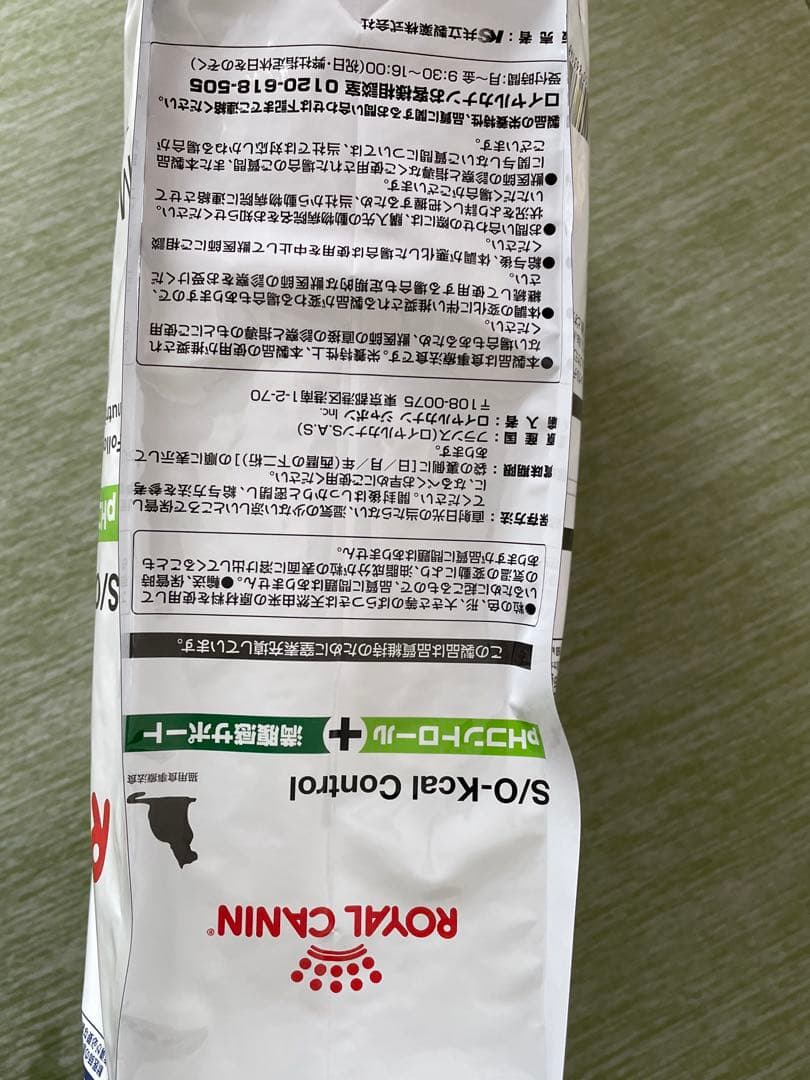 ROYAL CANIN®
S/O-Kcal Control
猫用食事療法食
pHコントロール + 満腹感サポート
この製品は品質維持のために窒素充填しています。
●粒の色、形、大きさ等のばらつきは天然由来の原材料を使用して
いるために起こるもので、品質に問題はありません。●輸送、保管時
の気温の変動により、油脂成分が粒の表面に溶け出してくることも
ありますが品質に問題はありません。
保存方法：直射日光の当たらない、湿気の少ない涼しいところで保管し
てください。開封後はしっかりと密閉し、給与方法を参考
に、なるべくお早めにご使用ください。
賞味期限：袋の裏側に[日/月/年(西暦の下二桁)]の順に表示して
あります。
原産国：フランス(ロイヤルカナンS.A.S)
輸入者：ロイヤルカナン ジャポン Inc.
〒108-0075 東京都港区港南1-2-70
●本製品は食事療法食です。栄養特性上、本製品の使用が推奨され
ない場合もあるため、獣医師の直接の診察と指導のもとにご使用
ください。
●体調の変化に伴い推奨される製品が変わる場合もありますので、
継続して使用する場合も定期的な獣医師の診察をお受けくだ
さい。
●給与後、体調が悪化した場合は使用を中止して獣医師にご相談
ください。
●お問い合わせの際には、購入先の動物病院名をお知らせください。
状況をより詳しく把握するため、当社から動物病院に連絡させて
いただく場合がございます。
●獣医師の診察と指導なくご使用された場合のご質問、また本製品
に関与しないご質問については、当社では対応しかねる場合が
ございます。
製品の栄養特性、品質に関するお問い合わせは下記までご連絡ください。
ロイヤルカナンお客様相談室 0120-618-505
受付時間：月～金 9:30～16:00(祝日・弊社指定休日をのぞく)
販売者：KS共立製薬株式会社
R
S/O
pH